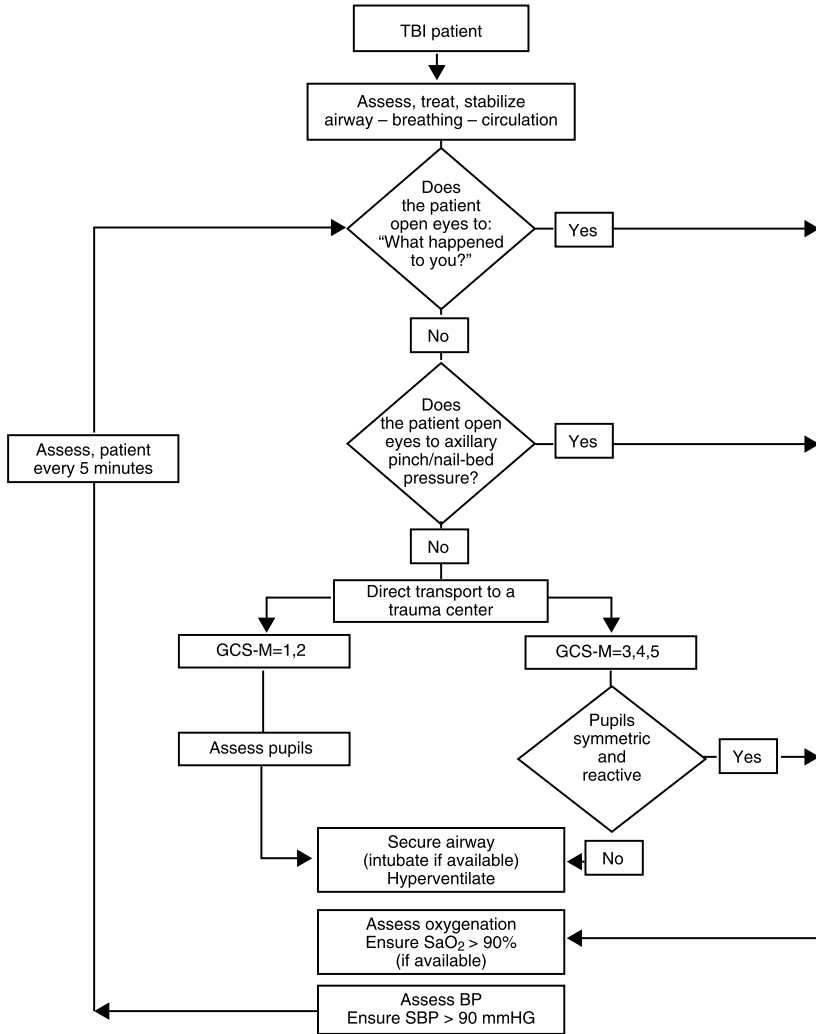 TBI patient
Assess, treat, stabilize
airway – breathing – circulation
Does
the patient
open eyes to:
“What happened
to you?”
Yes
No
Does
the patient open
eyes to axillary
pinch/nail-bed
pressure?
Yes
Assess, patient
every 5 minutes
No
Direct transport to a
trauma center
GCS-M=1,2
GCS-M=3,4,5
Assess pupils
Pupils
symmetric
and
reactive
Yes
Secure airway
(intubate if available)
Hyperventilate
No
Assess oxygenation
Ensure SaO2 > 90%
(if available)
Assess BP
Ensure SBP > 90 mmHG